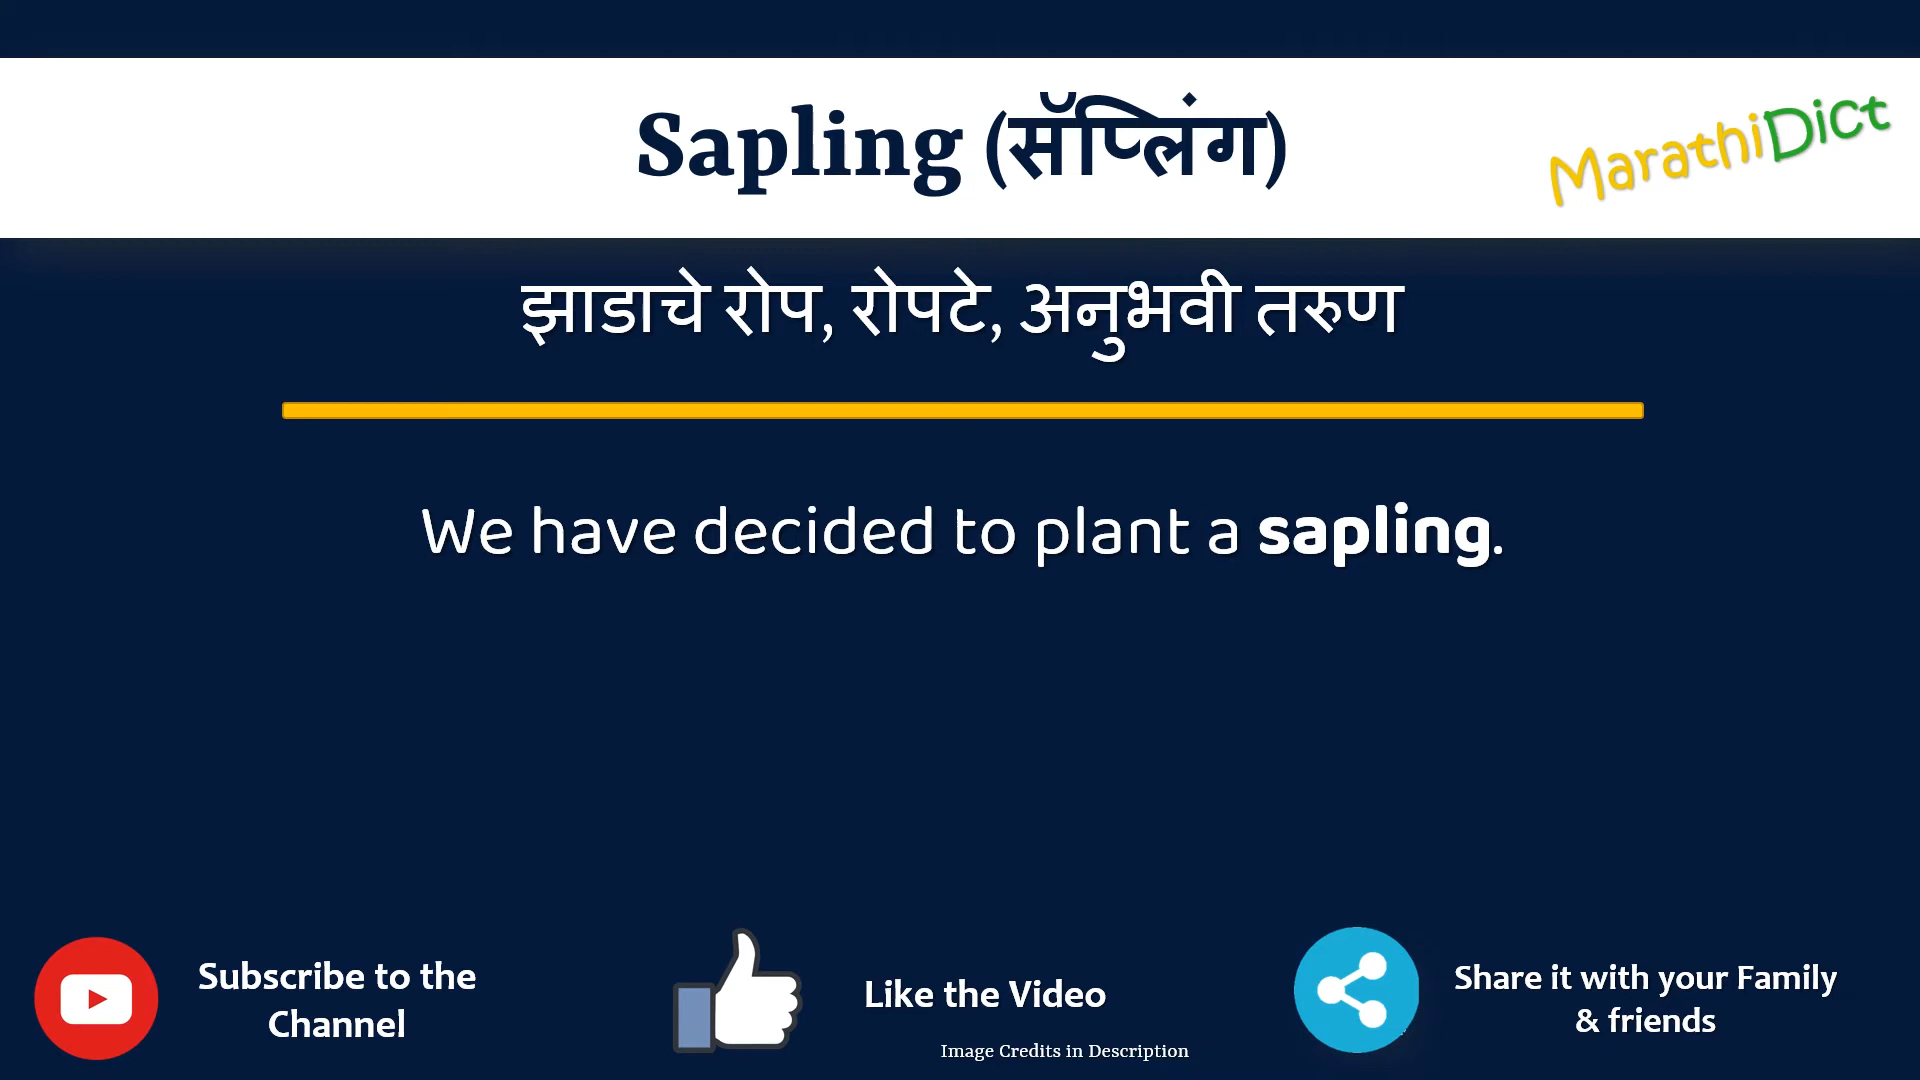 Sapling (सॅप्लिंग)
MarathiDict
झाडाचे रोप, रोपटे, अनुभवी तरुण
We have decided to plant a sapling.
Subscribe to the
Channel
Like the Video
Share it with your Family
& friends
Image Credits in Description